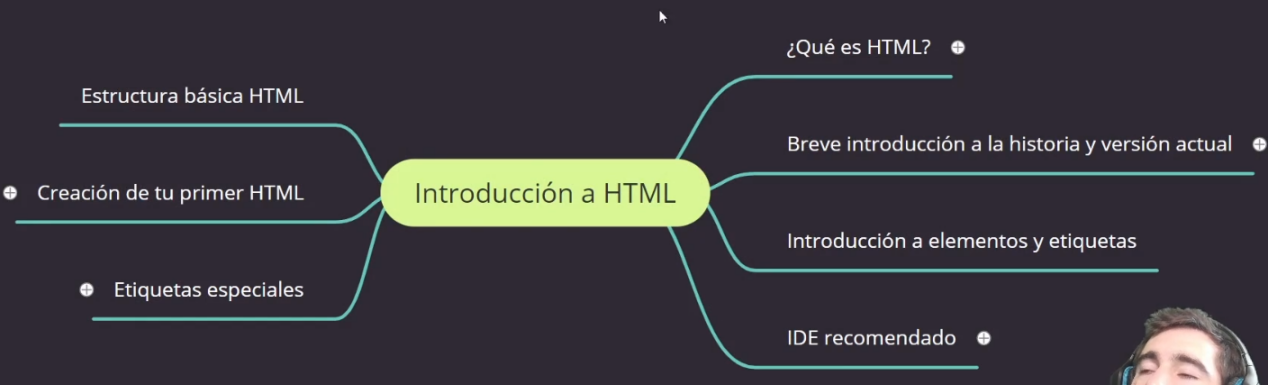 Introducción a HTML
¿Qué es HTML?
Breve introducción a la historia y versión actual
Introducción a elementos y etiquetas
IDE recomendado
Estructura básica HTML
Creación de tu primer HTML
Etiquetas especiales